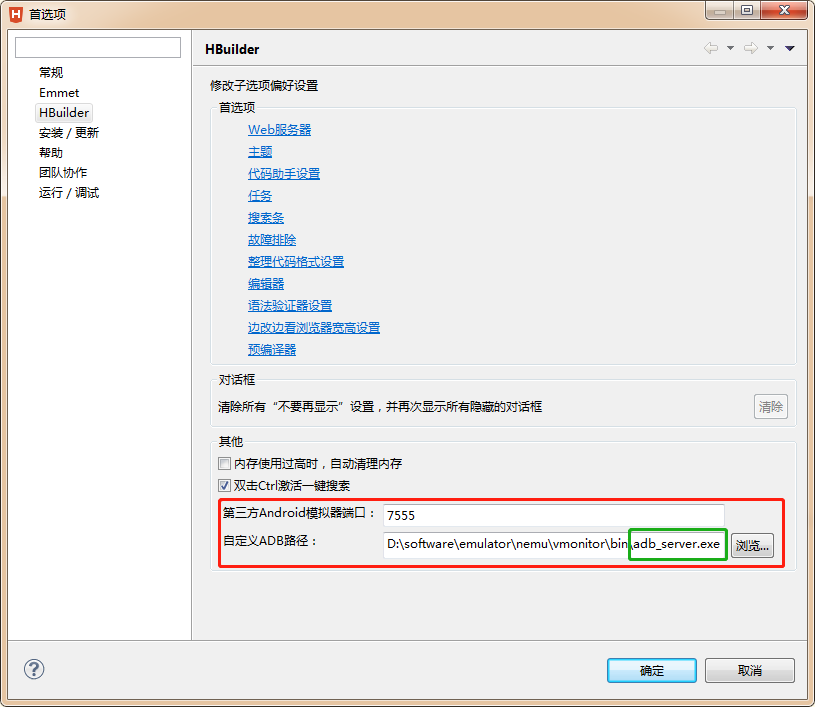 首选项
常规
Emmet
HBuilder
安装 / 更新
帮助
团队协作
运行 / 调试
HBuilder
修改子选项偏好设置
首选项
Web服务器
主题
代码助手设置
任务
搜索条
故障排除
整理代码格式设置
编辑器
语法验证器设置
边改边看浏览器宽高设置
预编译器
对话框
清除所有“不要再显示”设置，并再次显示所有隐藏的对话框
清除
其他
内存使用过高时，自动清理内存
双击Ctrl激活一键搜索
第三方Android模拟器端口： 7555
自定义ADB路径： D:\software\emulator\nemu\vmonitor\bin\adb_server.exe 浏览...
确定 取消